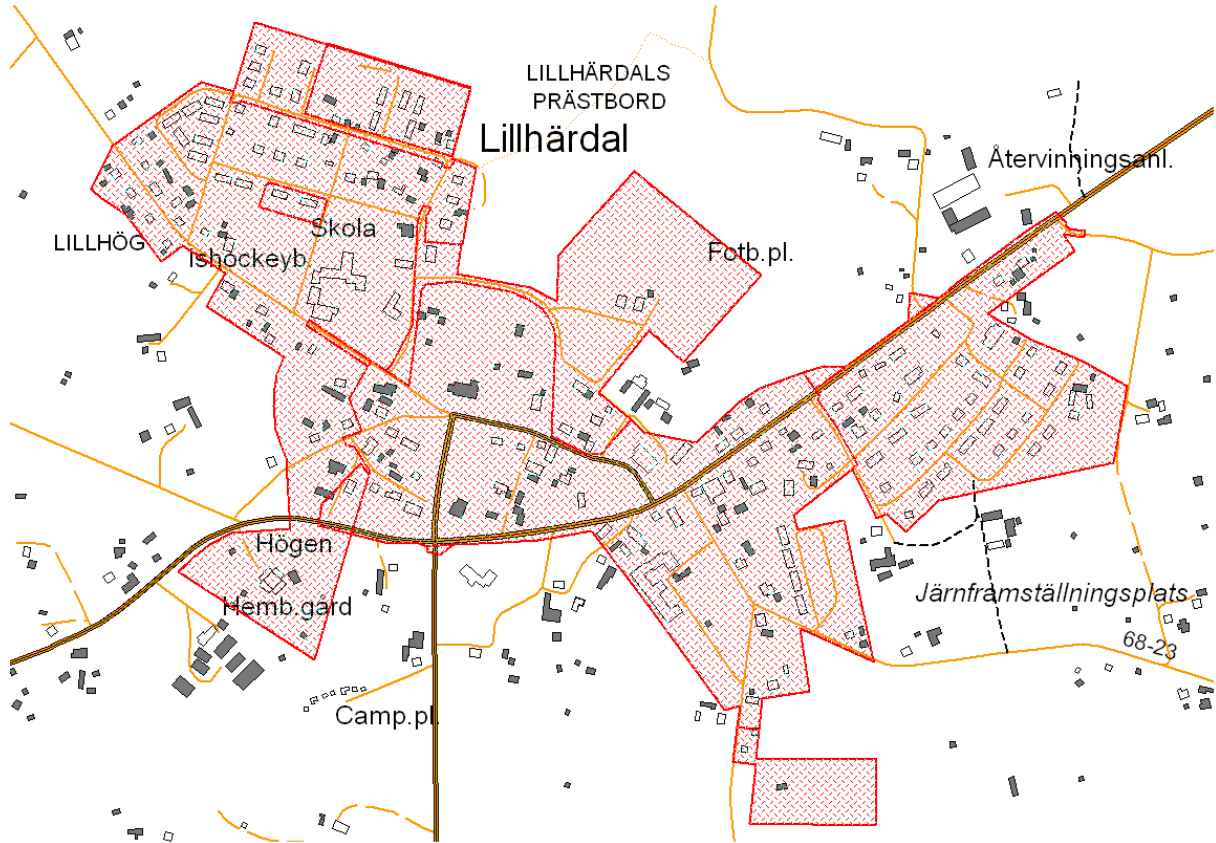 LILLHÄRDALS
PRÄSTBORD
Lillhärdal
Återvinningsanl.
Skola
LILLHÖG
Ishockeyb.
Fotb.pl.
Högen
Hemb.gård
Järnframställningsplats
68-23
Camp.pl.